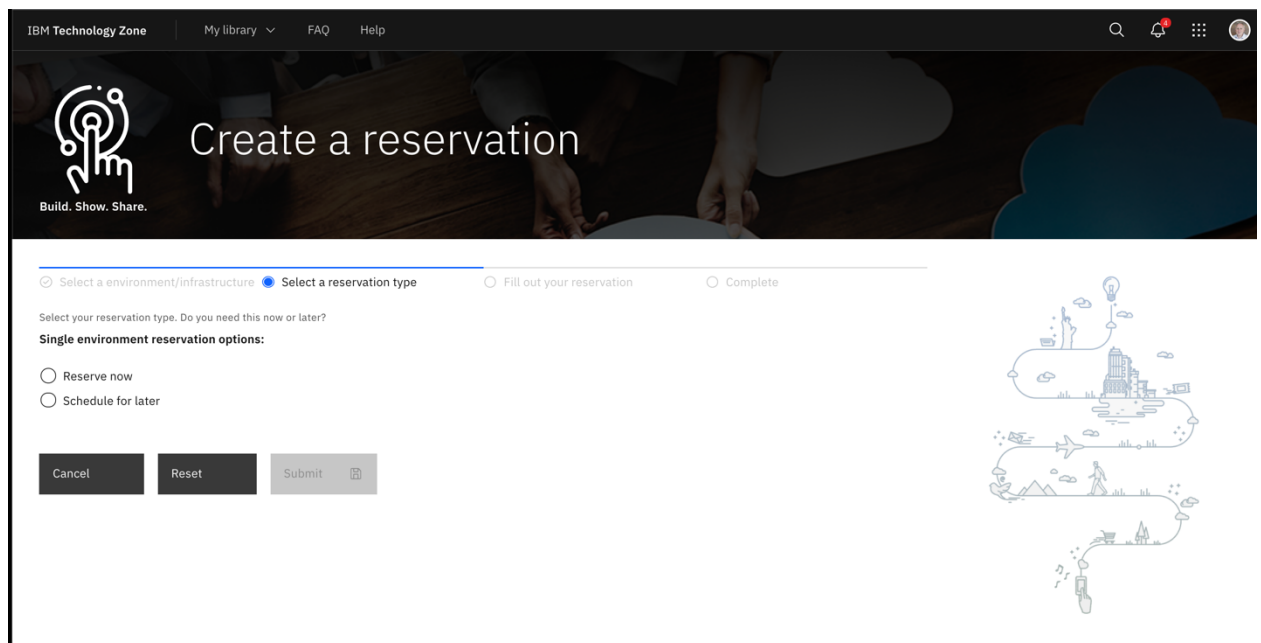 IBM Technology Zone My library FAQ Help 4
Create a reservation
Build. Show. Share.
Select a environment/infrastructure Select a reservation type Fill out your reservation Complete
Select your reservation type. Do you need this now or later?
Single environment reservation options:
Reserve now
Schedule for later
Cancel Reset Submit